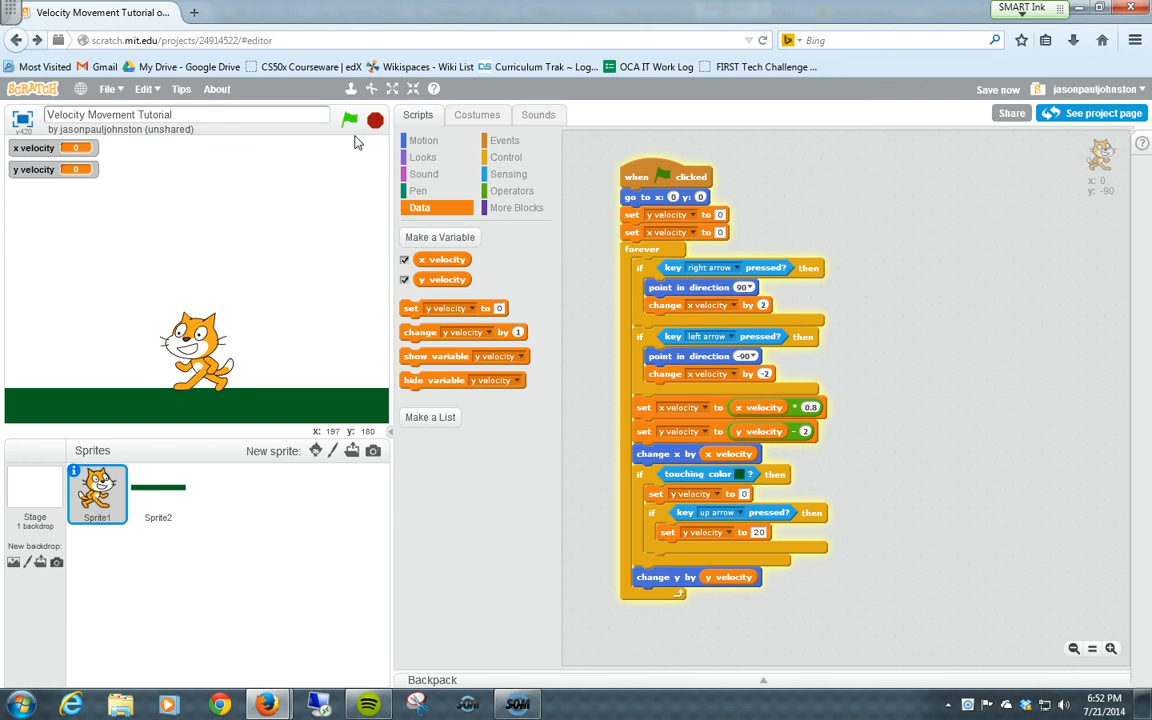 Velocity Movement Tutorial o...
SMART Ink
scratch.mit.edu/projects/24914522/#editor
Bing
Most Visited Gmail My Drive - Google Drive CS50x Courseware | edX Wikispaces - Wiki List Curriculum Trak ~ Log... OCA IT Work Log FIRST Tech Challenge ...
SCRATCH File Edit Tips About Save now jasonpauljohnston
Velocity Movement Tutorial
by jasonpauljohnston (unshared)
v420
Scripts Costumes Sounds
Share See project page
x velocity 0
y velocity 0
Motion Events
Looks Control
Sound Sensing
Pen Operators
Data More Blocks
Make a Variable
x velocity
y velocity
set y velocity to 0
change y velocity by 1
show variable y velocity
hide variable y velocity
Make a List
when clicked
go to x: 0 y: 0
set y velocity to 0
set x velocity to 0
forever
if key right arrow pressed? then
point in direction 90
change x velocity by 2
if key left arrow pressed? then
point in direction -90
change x velocity by -2
set x velocity to x velocity * 0.8
set y velocity to y velocity - 2
change x by x velocity
if touching color ? then
set y velocity to 0
if key up arrow pressed? then
set y velocity to 20
change y by y velocity
x: 0
y: -90
x: 197 y: 180
Sprites New sprite:
Stage
1 backdrop
New backdrop:
Sprite1
Sprite2
Backpack
SOM SOM
6:52 PM
7/21/2014